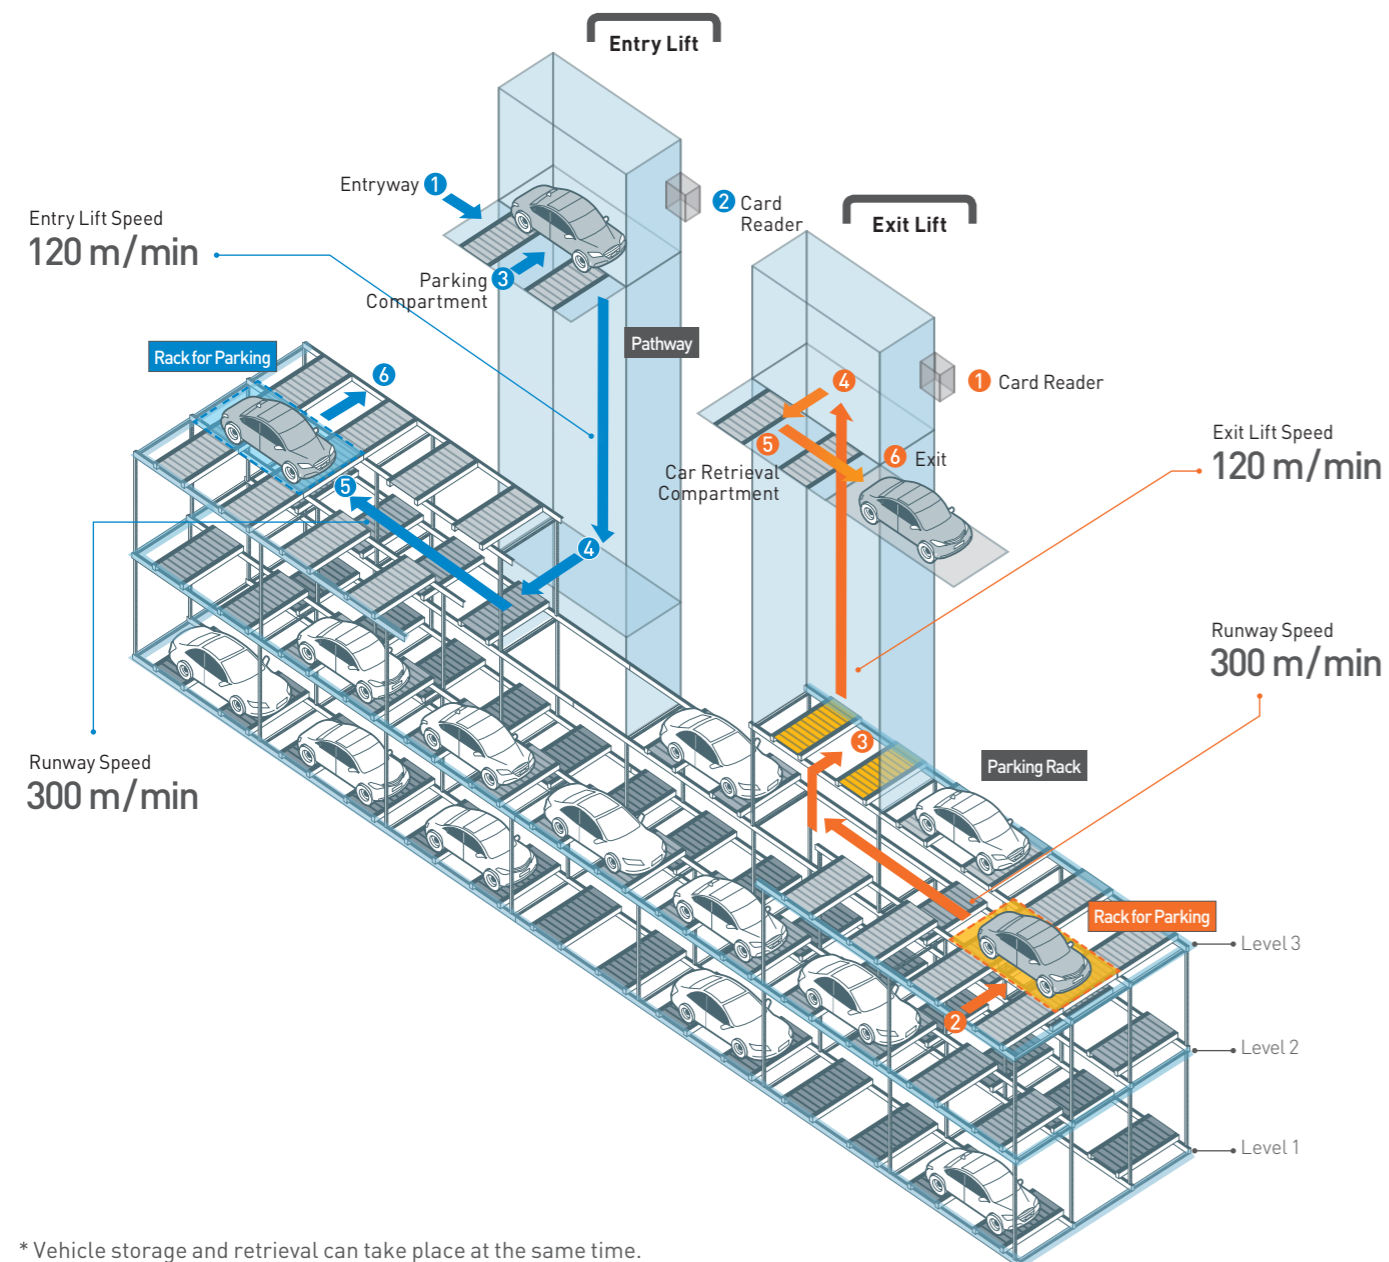 Entry Lift
Entryway 1
2 Card
Reader
Entry Lift Speed
120 m/min
3 Parking
Compartment
Exit Lift
Pathway
Rack for Parking
6
4
1 Card Reader
5
Car Retrieval
Compartment
6 Exit
Exit Lift Speed
120 m/min
5
4
Runway Speed
300 m/min
Runway Speed
300 m/min
3
Parking Rack
Rack for Parking
2
Level 3
Level 2
Level 1
* Vehicle storage and retrieval can take place at the same time.